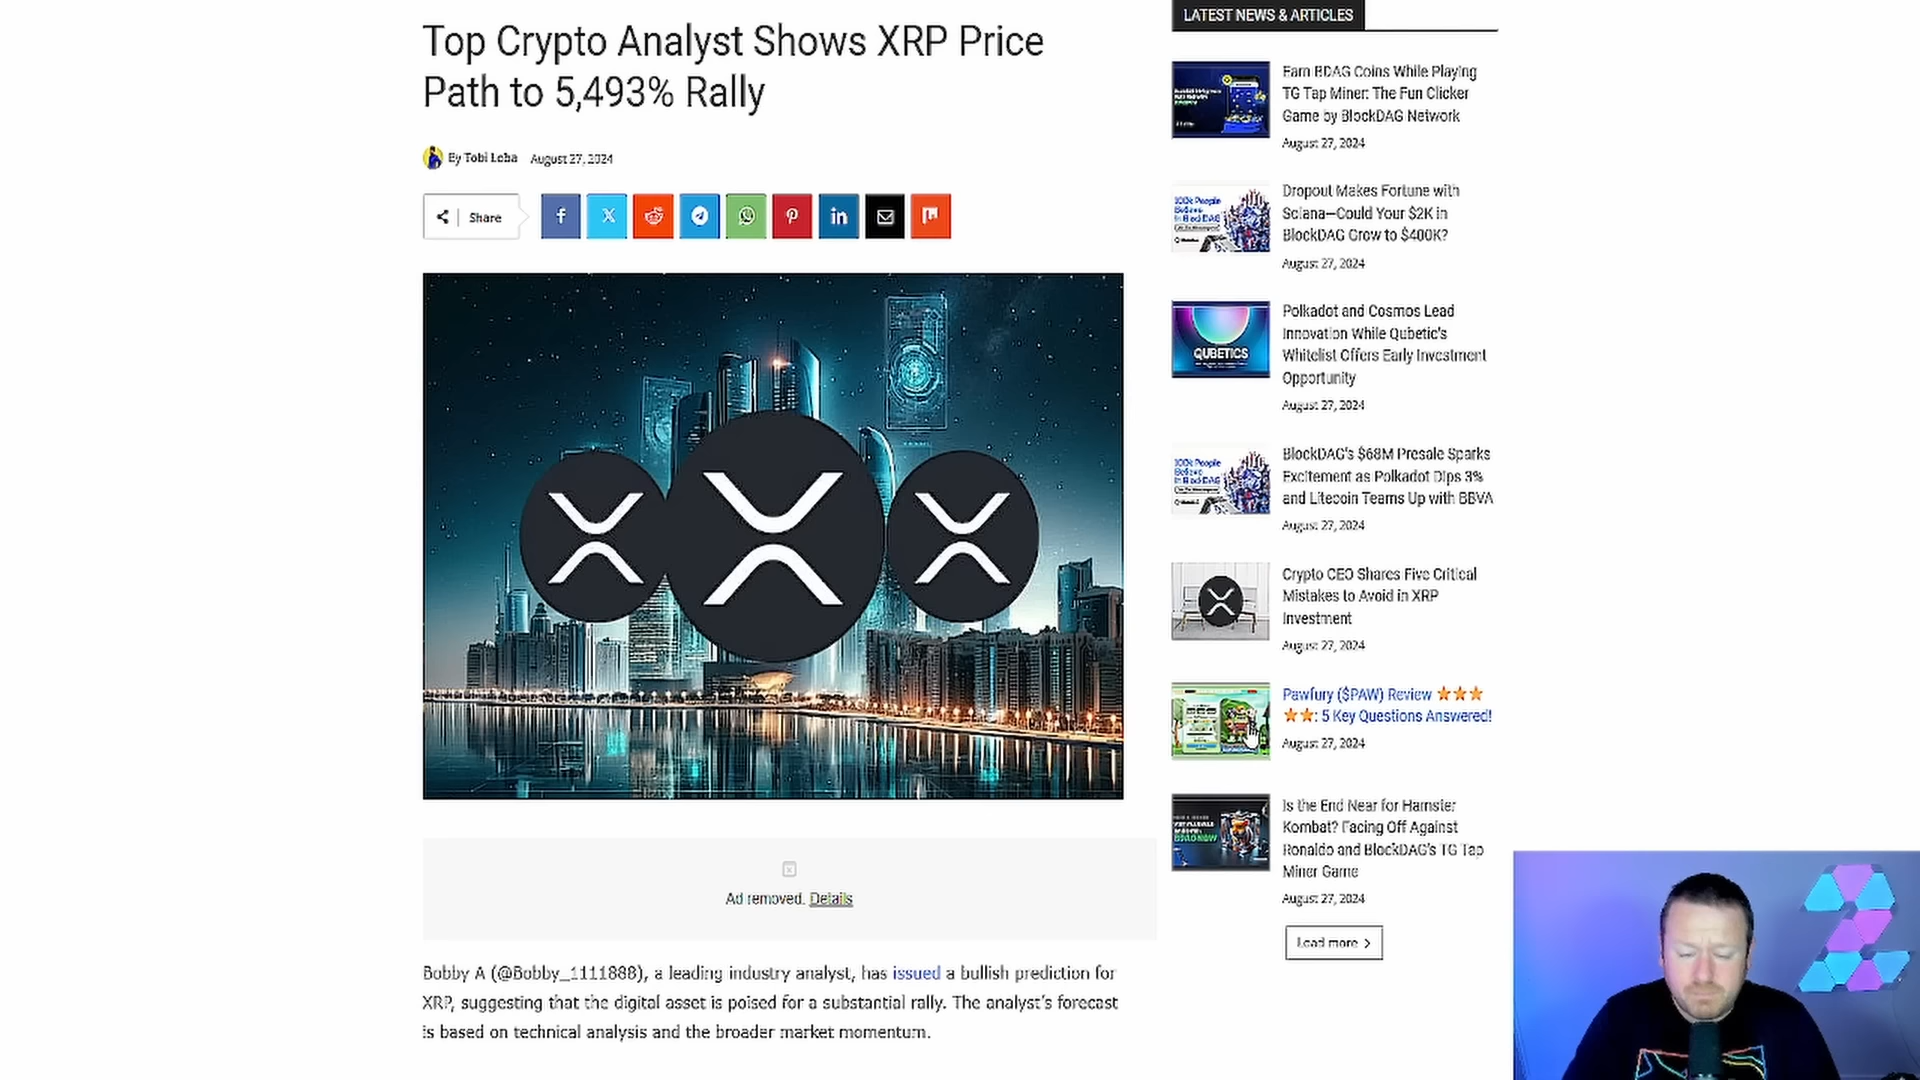 Top Crypto Analyst Shows XRP Price
Path to 5,493% Rally
By Tobi Loba August 27, 2024
Share
Ad removed. Details
Bobby A (@Bobby_1111888), a leading industry analyst, has issued a bullish prediction for
XRP, suggesting that the digital asset is poised for a substantial rally. The analyst's forecast
is based on technical analysis and the broader market momentum.
LATEST NEWS & ARTICLES
Earn BDAG Coins While Playing
TG Tap Miner: The Fun Clicker
Game by BlockDAG Network
August 27, 2024
Dropout Makes Fortune with
Solana—Could Your $2K in
BlockDAG Grow to $400K?
August 27, 2024
QUBETICS
Polkadot and Cosmos Lead
Innovation While Qubetic's
Whitelist Offers Early Investment
Opportunity
August 27, 2024
BlockDAG's $68M Presale Sparks
Excitement as Polkadot Dips 3%
and Litecoin Teams Up with BBVA
August 27, 2024
Crypto CEO Shares Five Critical
Mistakes to Avoid in XRP
Investment
August 27, 2024
Pawfury ($PAW) Review ★★★
★★: 5 Key Questions Answered!
August 27, 2024
Is the End Near for Hamster
Kombat? Facing Off Against
Ronaldo and BlockDAG's TG Tap
Miner Game
August 27, 2024
Load more